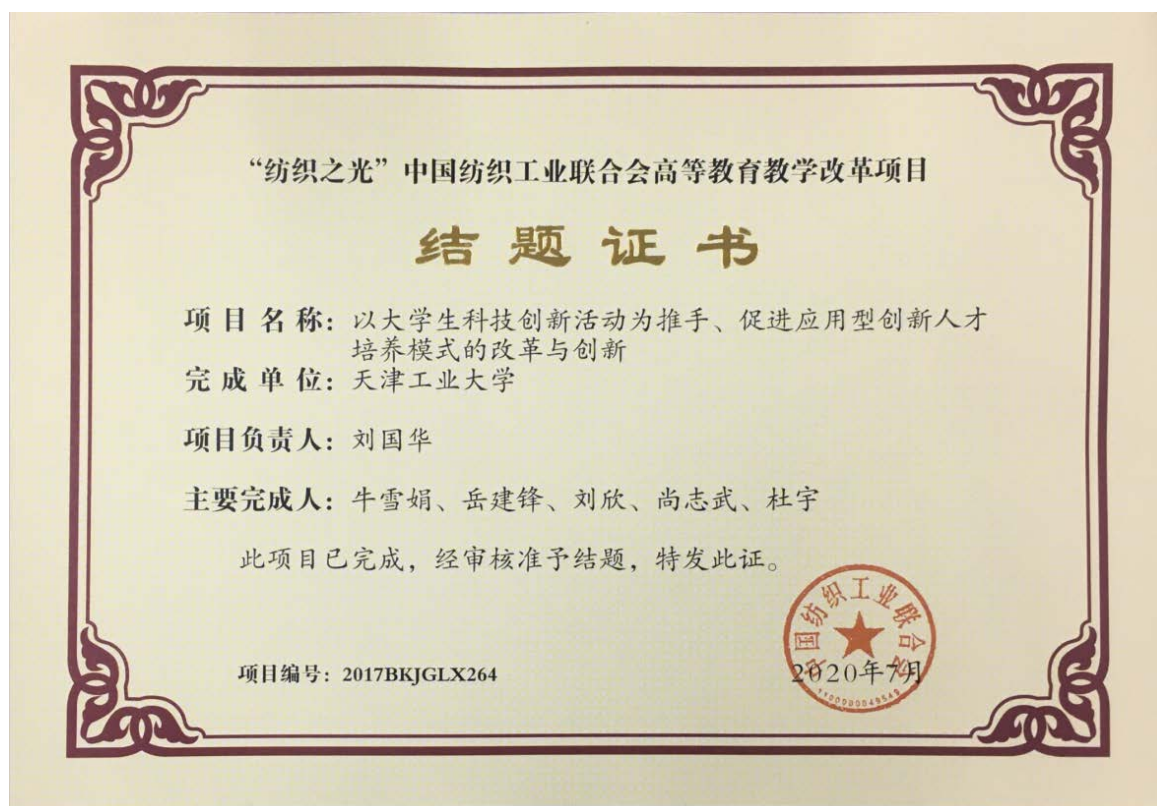 “纺织之光”中国纺织工业联合会高等教育教学改革项目
结题证书
项目名称：以大学生科技创新活动为推手、促进应用型创新人才
培养模式的改革与创新
完成单位：天津工业大学
项目负责人：刘国华
主要完成人：牛雪娟、岳建锋、刘欣、尚志武、杜宇
此项目已完成，经审核准予结题，特发此证。
中国纺织工业联合会
项目编号：2017BKJGLX264
2020年7月
1100000049549